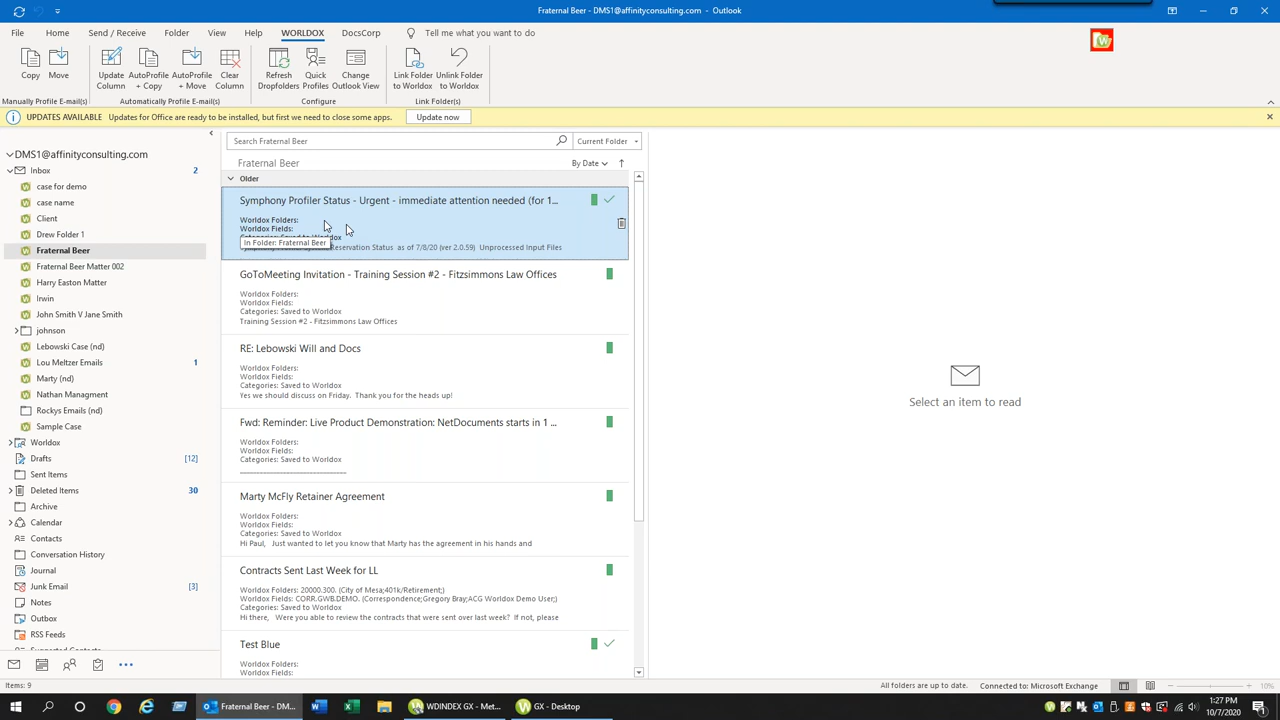 Fraternal Beer - DMS1@affinityconsulting.com - Outlook
File Home Send / Receive Folder View Help WORLDOX DocsCorp Tell me what you want to do
Copy Move Update Column AutoProfile + Copy AutoProfile + Move Clear Column Refresh Dropfolders Quick Profiles Change Outlook View Link Folder to Worldox Unlink Folder to Worldox
Manually Profile E-mail(s) Automatically Profile E-mail(s) Configure Link Folder(s)
UPDATES AVAILABLE Updates for Office are ready to be installed, but first we need to close some apps. Update now
DMS1@affinityconsulting.com
Inbox 2
case for demo
case name
Client
Drew Folder 1
Fraternal Beer
Fraternal Beer Matter 002
Harry Easton Matter
Irwin
John Smith V Jane Smith
johnson
Lebowski Case (nd)
Lou Meltzer Emails 1
Marty (nd)
Nathan Managment
Rockys Emails (nd)
Sample Case
Worldox
Drafts [12]
Sent Items
Deleted Items 30
Archive
Calendar
Contacts
Conversation History
Journal
Junk Email [3]
Notes
Outbox
RSS Feeds
Search Fraternal Beer Current Folder
Fraternal Beer By Date
Older
Symphony Profiler Status - Urgent - immediate attention needed (for 1...
Worldox Folders:
Worldox Fields:
In Folder: Fraternal Beer
Reservation Status as of 7/8/20 (ver 2.0.59) Unprocessed Input Files
GoToMeeting Invitation - Training Session #2 - Fitzsimmons Law Offices
Worldox Folders:
Worldox Fields:
Categories: Saved to Worldox
Training Session #2 - Fitzsimmons Law Offices
RE: Lebowski Will and Docs
Worldox Folders:
Worldox Fields:
Categories: Saved to Worldox
Yes we should discuss on Friday. Thank you for the heads up!
Fwd: Reminder: Live Product Demonstration: NetDocuments starts in 1 ...
Worldox Folders:
Worldox Fields:
Categories: Saved to Worldox
Marty McFly Retainer Agreement
Worldox Folders:
Worldox Fields:
Categories: Saved to Worldox
Hi Paul, Just wanted to let you know that Marty has the agreement in his hands and
Contracts Sent Last Week for LL
Worldox Folders: 20000.300. (City of Mesa;401k/Retirement;)
Worldox Fields: CORR.GWB.DEMO. (Correspondence;Gregory Bray;ACG Worldox Demo User;)
Categories: Saved to Worldox
Hi there, Were you able to review the contracts that were sent over last week? If not, please
Test Blue
Worldox Folders:
Worldox Fields:
Select an item to read
Items: 9 All folders are up to date. Connected to: Microsoft Exchange 10%
Fraternal Beer - DM... WDINDEX GX - Met... GX - Desktop
1:27 PM
10/7/2020